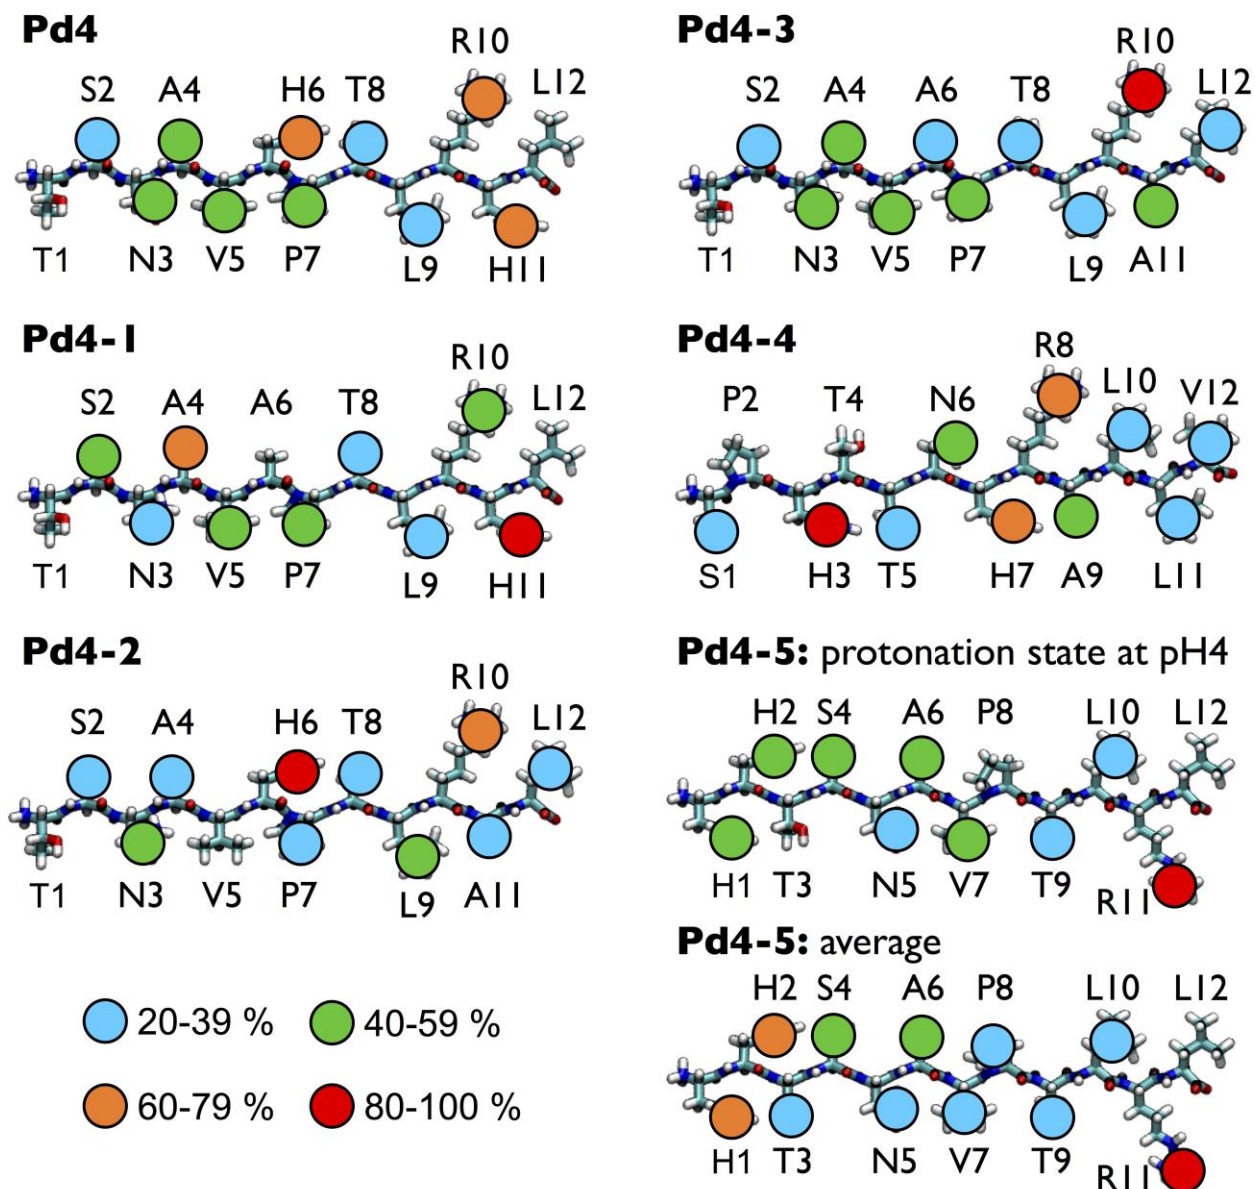 Pd4
R10
S2 A4 H6 T8 L12
T1 N3 V5 P7 L9 H11
Pd4-3
R10
S2 A4 A6 T8 L12
T1 N3 V5 P7 L9 A11
Pd4-1
R10
S2 A4 A6 T8 L12
T1 N3 V5 P7 L9 H11
Pd4-4
R8
P2 T4 N6 L10 V12
S1 H3 T5 H7 A9 L11
Pd4-2
R10
S2 A4 H6 T8 L12
T1 N3 V5 P7 L9 A11
Pd4-5: protonation state at pH4
H2 S4 A6 P8 L10 L12
H1 T3 N5 V7 T9 R11
Pd4-5: average
H2 S4 A6 P8 L10 L12
H1 T3 N5 V7 T9 R11
20-39 % 40-59 %
60-79 % 80-100 %